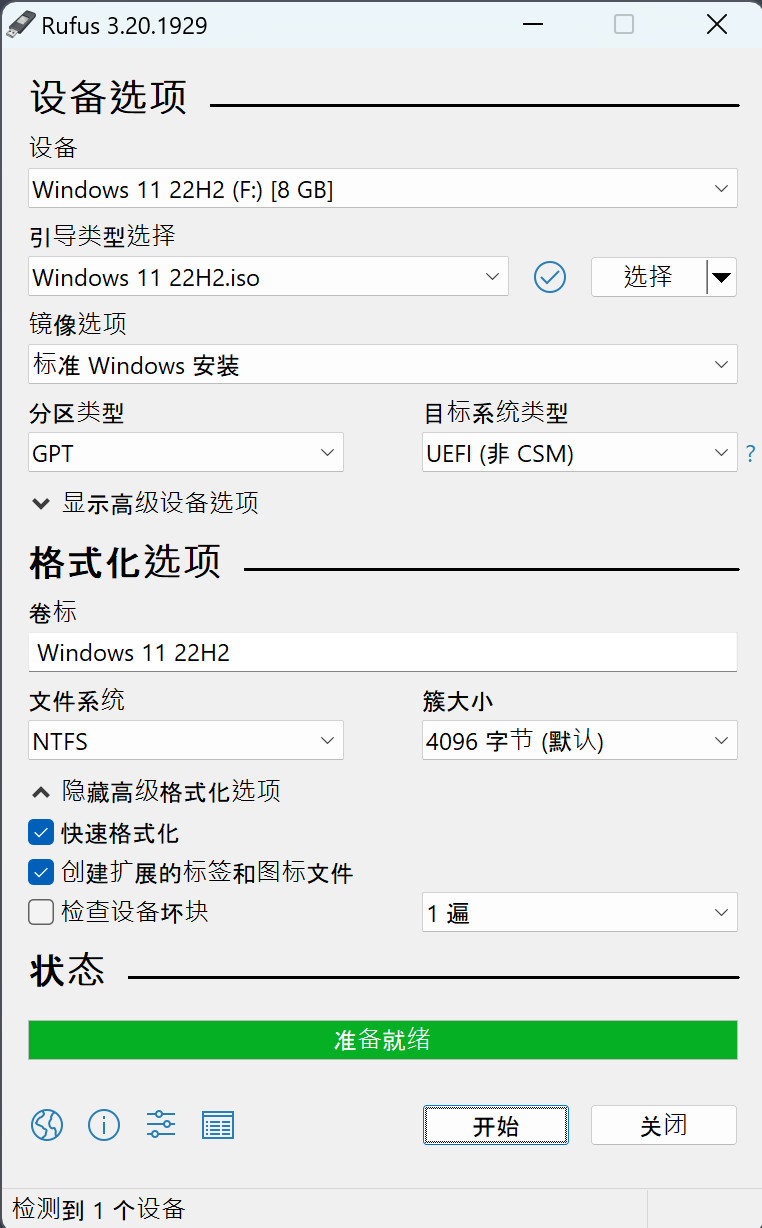 Rufus 3.20.1929
设备选项
设备
Windows 11 22H2 (F:) [8 GB]
引导类型选择
Windows 11 22H2.iso
选择
镜像选项
标准 Windows 安装
分区类型
目标系统类型
GPT
UEFI (非 CSM)
?
显示高级设备选项
格式化选项
卷标
Windows 11 22H2
文件系统
簇大小
NTFS
4096 字节 (默认)
隐藏高级格式化选项
快速格式化
创建扩展的标签和图标文件
检查设备坏块
1 遍
状态
准备就绪
开始
关闭
检测到 1 个设备